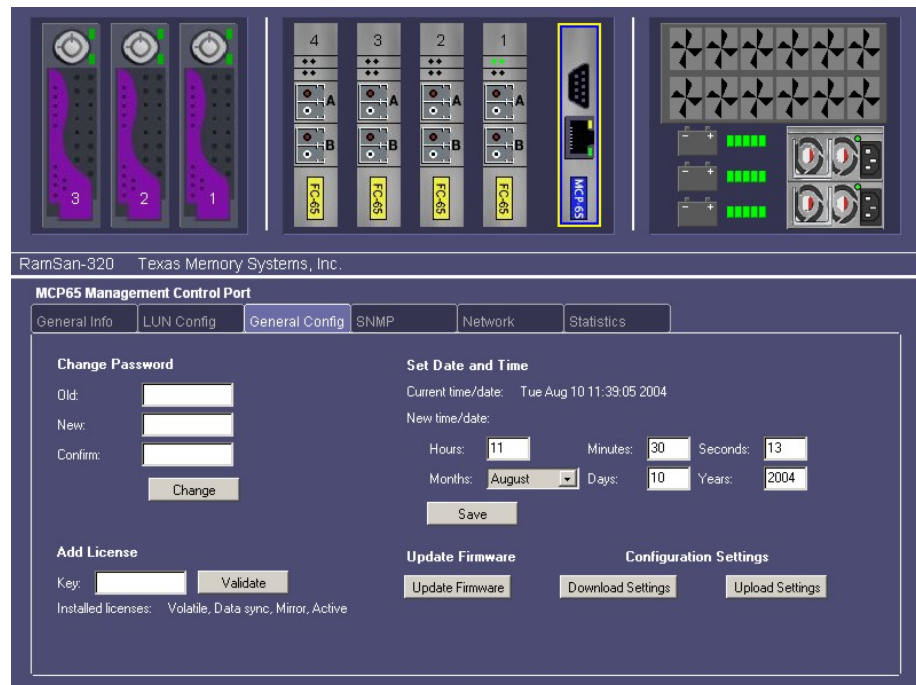 3 2 1
4 3 2 1
A A A A
B B B B
FC-65 FC-65 FC-65 FC-65 MCP-65
- +
- +
- +
RamSan-320 Texas Memory Systems, Inc.
MCP65 Management Control Port
General Info LUN Config General Config SNMP Network Statistics
Change Password
Old:
New:
Confirm:
Change
Set Date and Time
Current time/date: Tue Aug 10 11:39:05 2004
New time/date:
Hours: 11 Minutes: 30 Seconds: 13
Months: August Days: 10 Years: 2004
Save
Add License
Key: Validate
Installed licenses: Volatile, Data sync, Mirror, Active
Update Firmware
Update Firmware
Configuration Settings
Download Settings Upload Settings